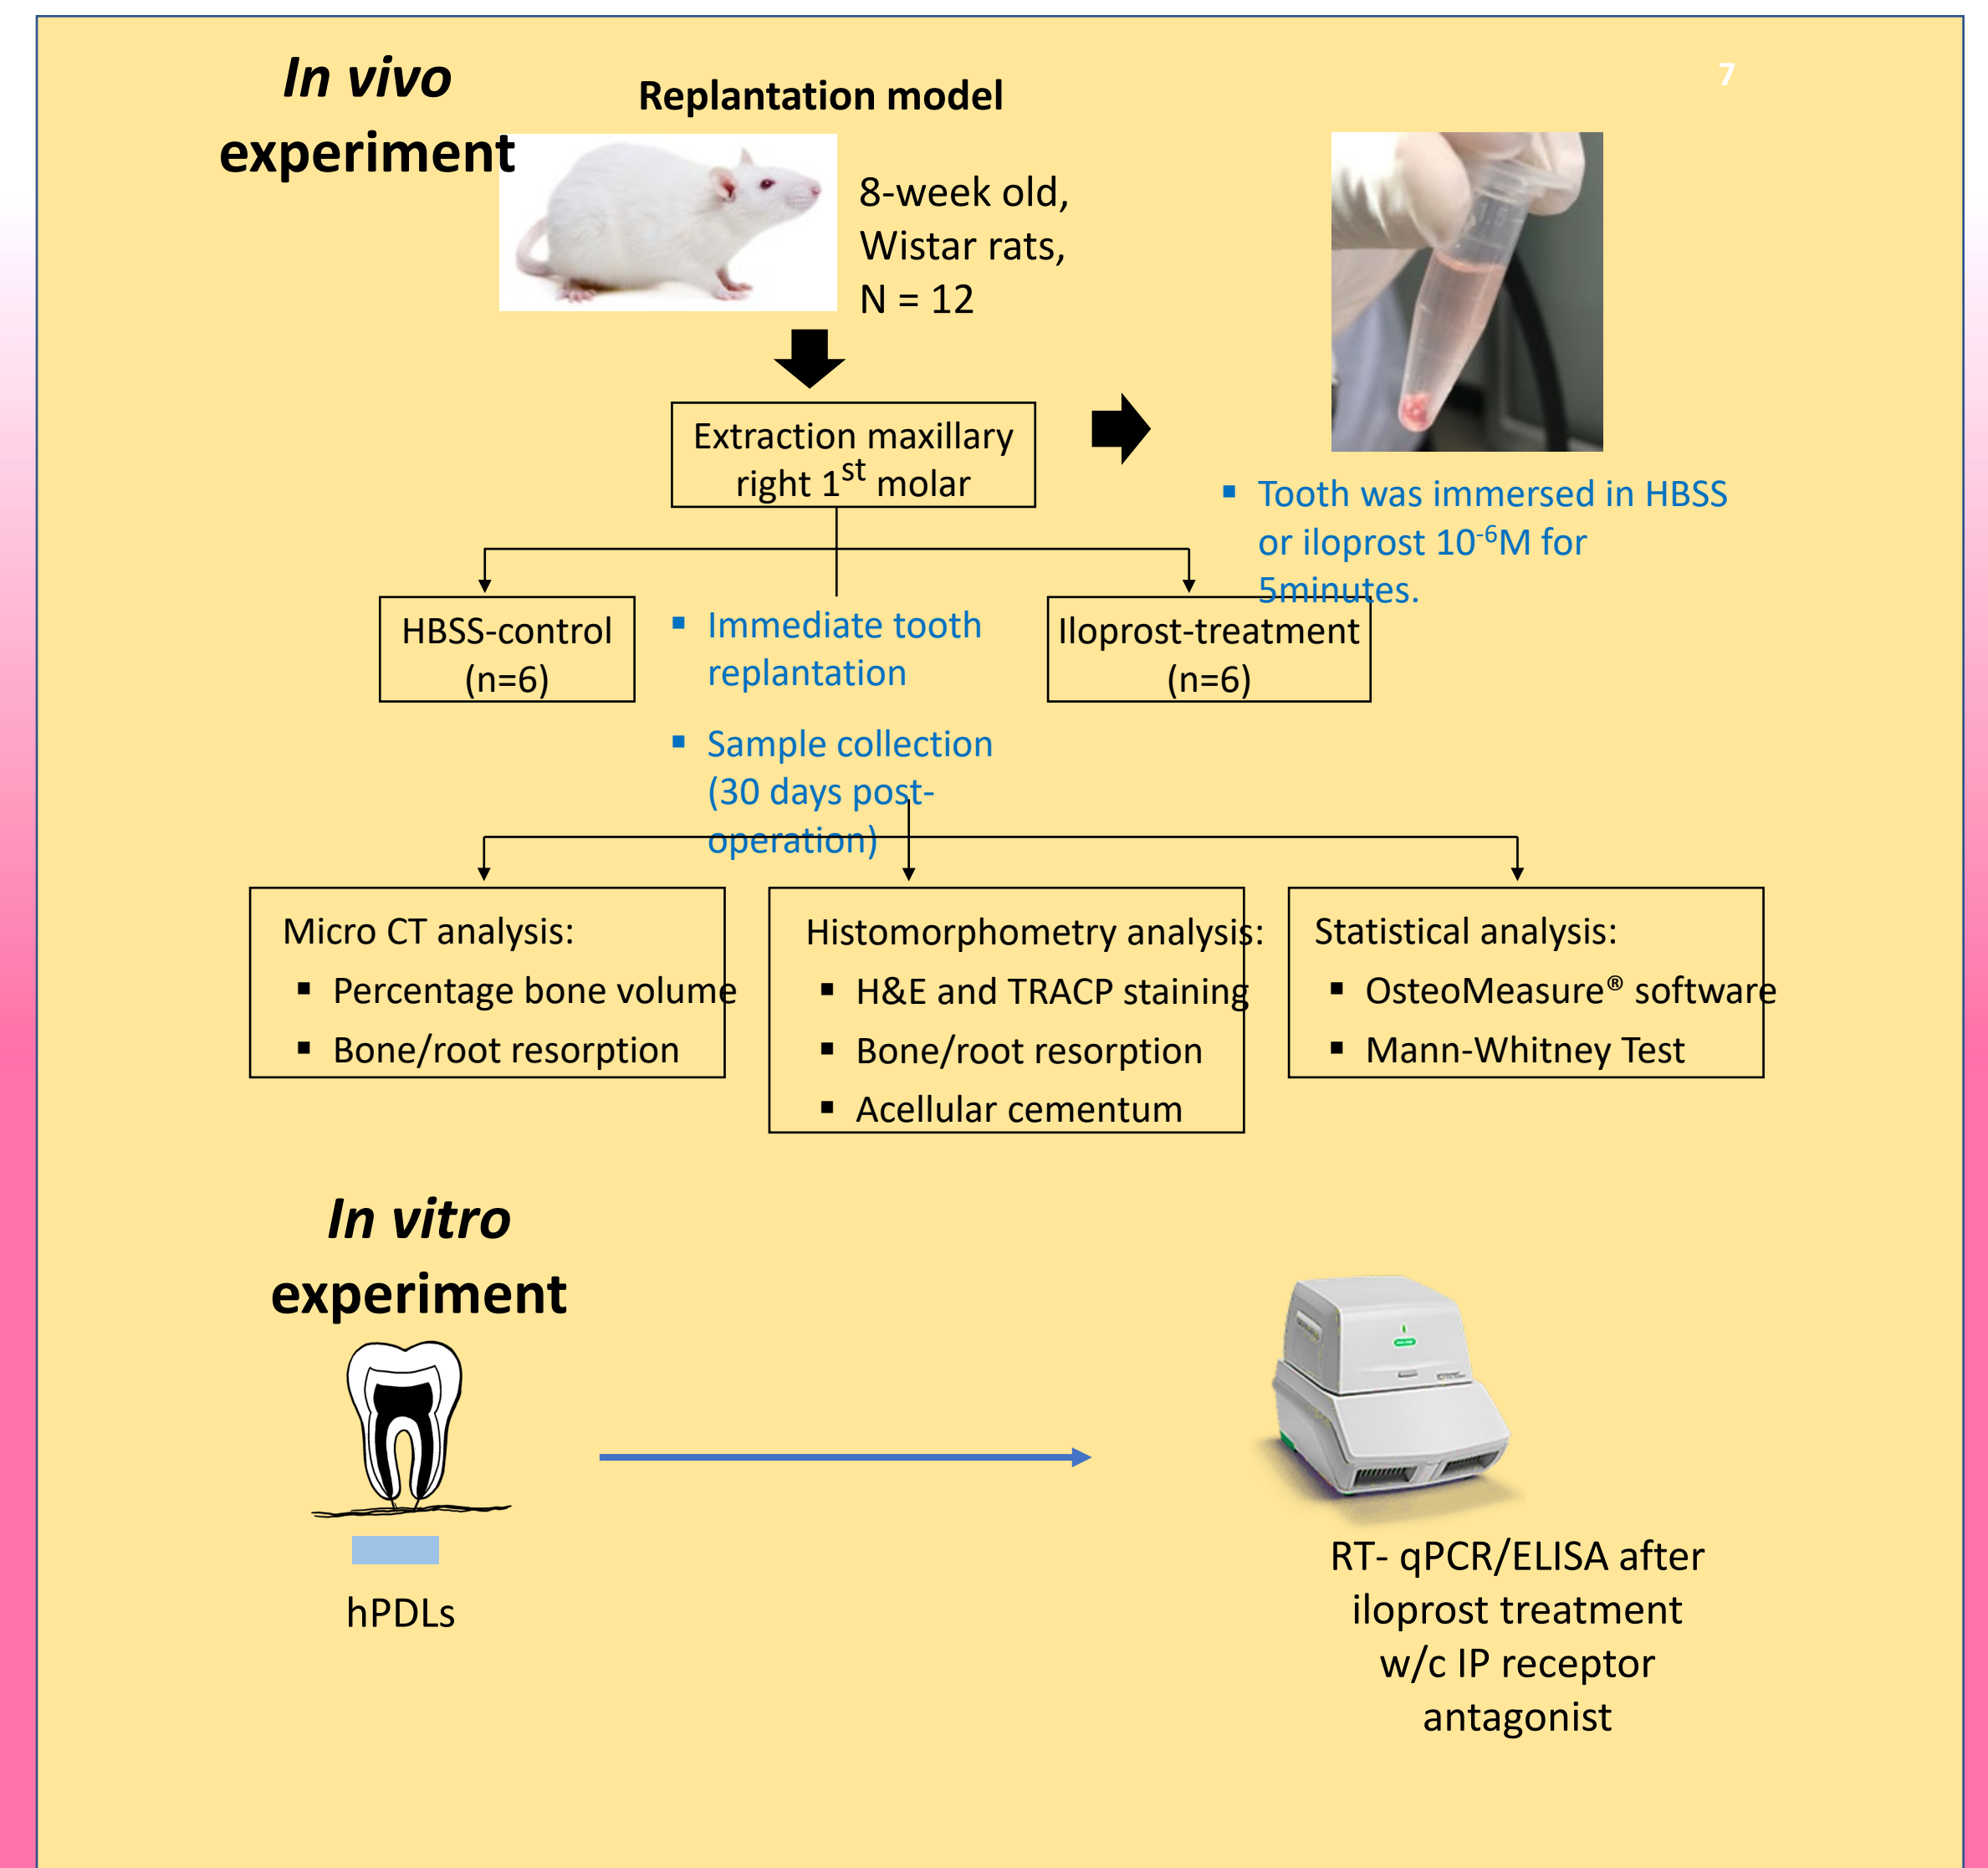 In vivo
experiment
Replantation model
7
8-week old,
Wistar rats,
N = 12
Extraction maxillary
right 1st molar
▪ Tooth was immersed in HBSS
or iloprost 10-6M for
5minutes.
HBSS-control
(n=6)
▪ Immediate tooth
replantation
▪ Sample collection
(30 days post-
operation)
Iloprost-treatment
(n=6)
Micro CT analysis:
▪ Percentage bone volume
▪ Bone/root resorption
Histomorphometry analysis:
▪ H&E and TRACP staining
▪ Bone/root resorption
▪ Acellular cementum
Statistical analysis:
▪ OsteoMeasure® software
▪ Mann-Whitney Test
In vitro
experiment
hPDLs
RT- qPCR/ELISA after
iloprost treatment
w/c IP receptor
antagonist